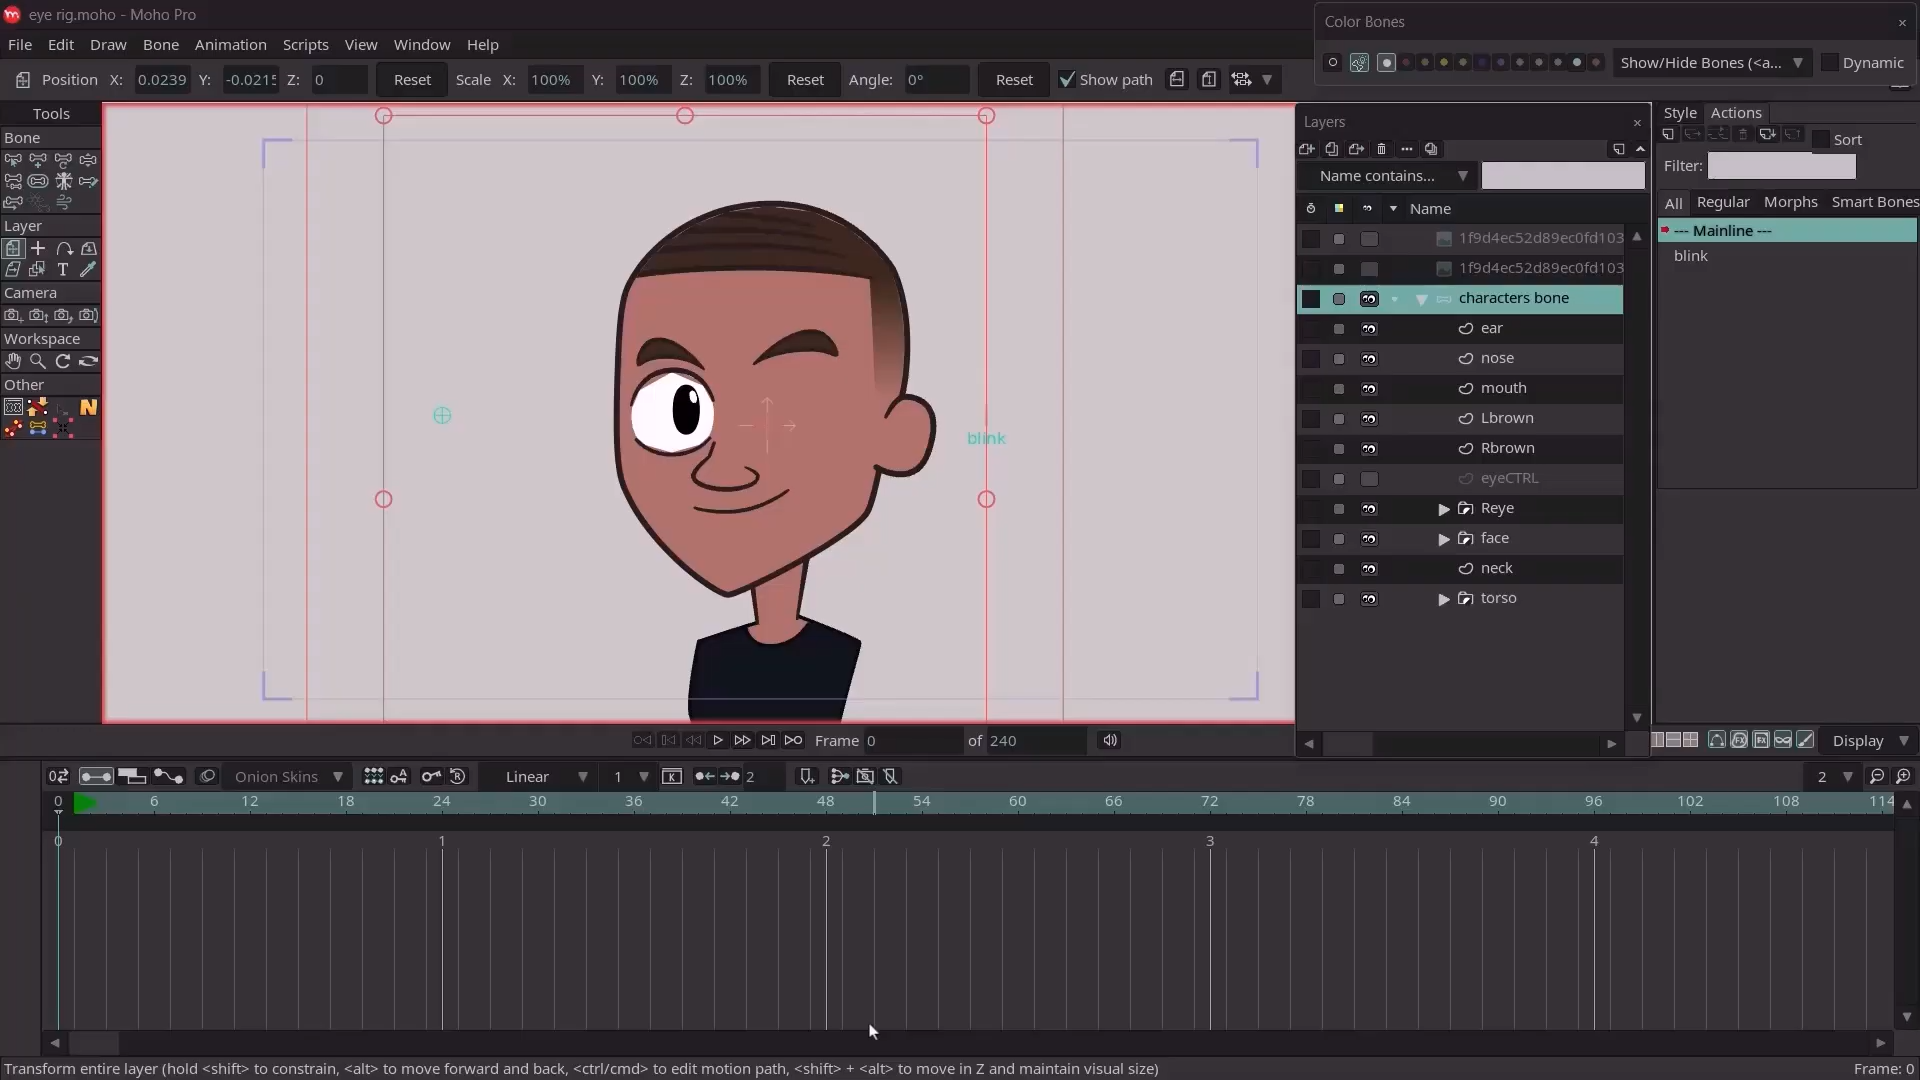 eye rig.moho - Moho Pro
File Edit Draw Bone Animation Scripts View Window Help
Position X: 0.0239 Y: -0.0215 Z: 0 Reset Scale X: 100% Y: 100% Z: 100% Reset Angle: 0° Reset Show path
Color Bones
Show/Hide Bones (<a... Dynamic
Tools
Bone
Layer
Camera
Workspace
Other
blink
Layers
Name contains...
Name
1f9d4ec52d89ec0fd103
1f9d4ec52d89ec0fd103
characters bone
ear
nose
mouth
Lbrown
Rbrown
eyeCTRL
Reye
face
neck
torso
Style Actions
Sort
Filter:
All Regular Morphs Smart Bones
--- Mainline ---
blink
Frame 0 of 240
Display
Onion Skins Linear 1 2 2
0 6 12 18 24 30 36 42 48 54 60 66 72 78 84 90 96 102 108 114
0 1 2 3 4
Transform entire layer (hold <shift> to constrain, <alt> to move forward and back, <ctrl/cmd> to edit motion path, <shift> + <alt> to move in Z and maintain visual size)
Frame: 0